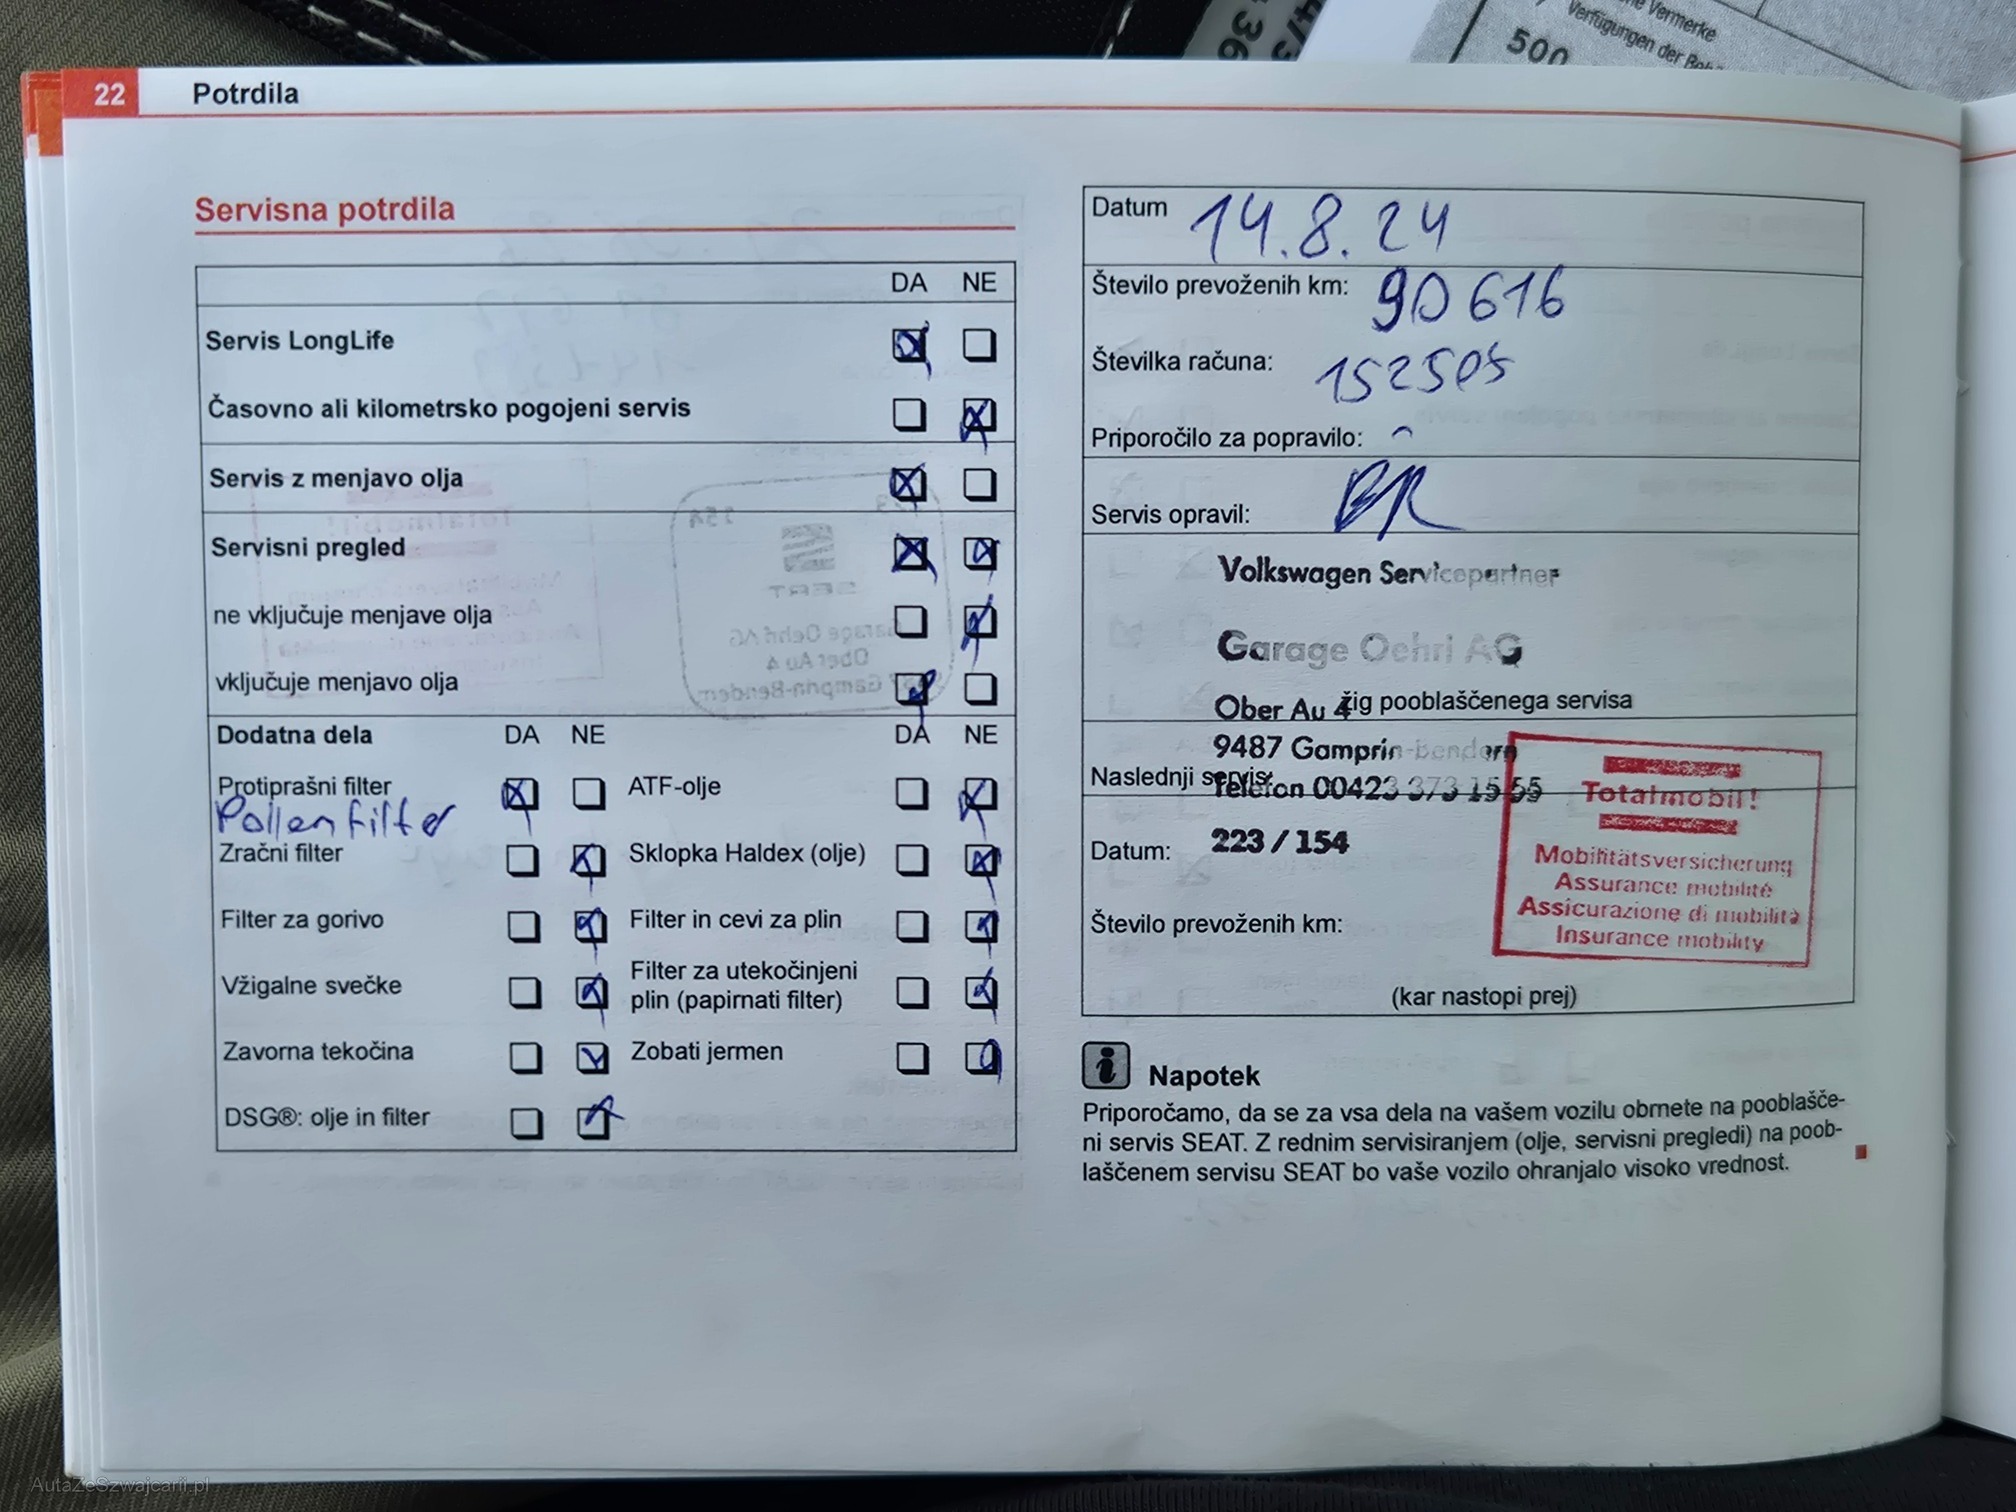 36
4/3
500
Vermerke
Verfügungen der
22 Potrdila
Servisna potrdila
DA NE
Servis LongLife
Časovno ali kilometrsko pogojeni servis
Servis z menjavo olja
Servisni pregled
ne vključuje menjave olja
vključuje menjavo olja
Dodatna dela DA NE DA NE
Protiprašni filter ATF-olje
Pollenfilter
Zračni filter Sklopka Haldex (olje)
Filter za gorivo Filter in cevi za plin
Vžigalne svečke Filter za utekočinjeni
plin (papirnati filter)
Zavorna tekočina Zobati jermen
DSG®: olje in filter
Datum 14.8.24
Število prevoženih km: 90616
Številka računa: 152505
Priporočilo za popravilo:
Servis opravil:
Volkswagen Servicepartner
Garage Oehri AG
Ober Au 4
žig pooblaščenega servisa
9487 Gamprin-bendern
Naslednji servis:
Telefon 00423 373 15 55
Datum: 223 / 154
Število prevoženih km:
(kar nastopi prej)
Totalmobil!
Mobilitätsversicherung
Assurance mobilité
Assicurazione di mobilità
Insurance mobility
Napotek
Priporočamo, da se za vsa dela na vašem vozilu obrnete na pooblašče-
ni servis SEAT. Z rednim servisiranjem (olje, servisni pregledi) na poob-
laščenem servisu SEAT bo vaše vozilo ohranjalo visoko vrednost.
AutaZeSzwajcarii.pl